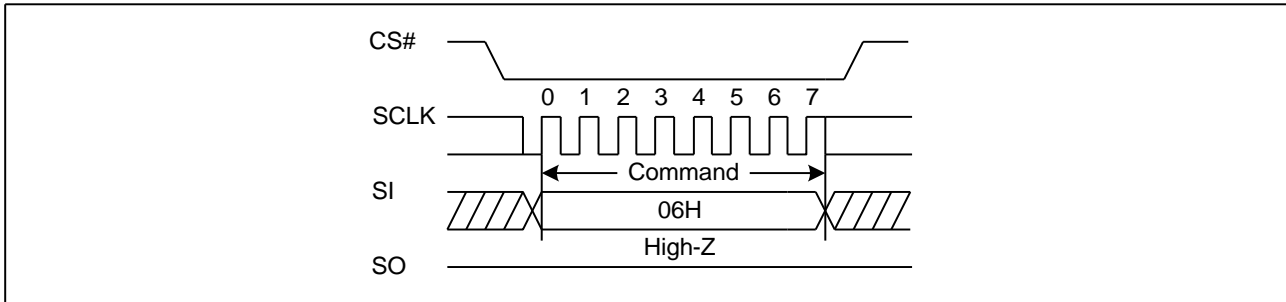 CS#
0 1 2 3 4 5 6 7
SCLK
Command
SI
06H
High-Z
SO